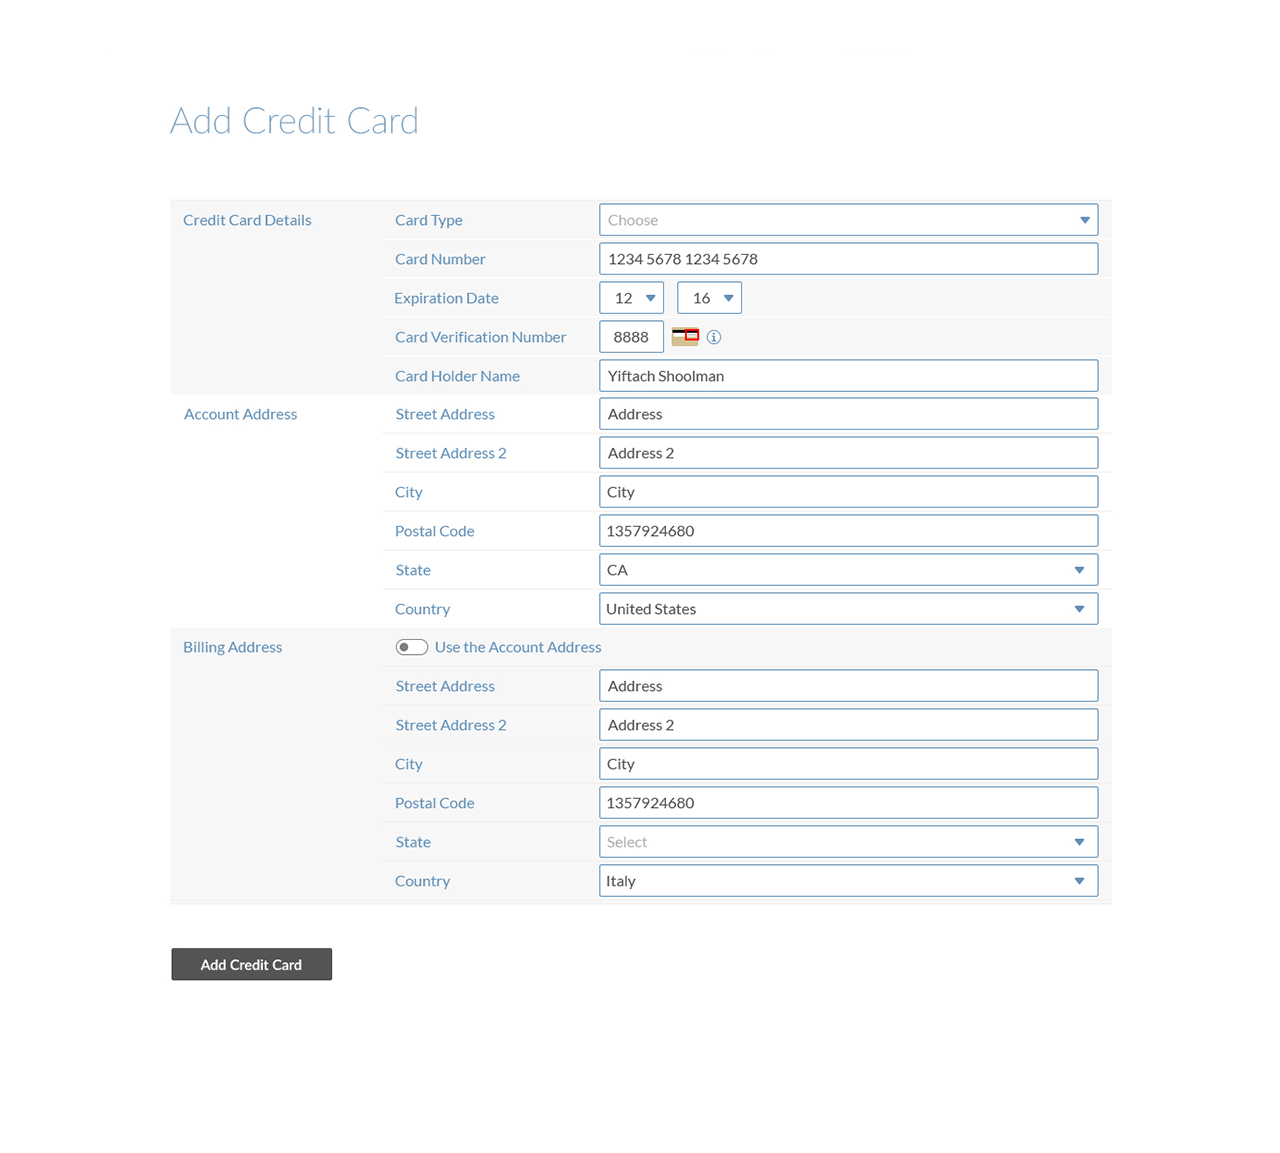 Add Credit Card
Credit Card Details
Card Type Choose
Card Number 1234 5678 1234 5678
Expiration Date 12 16
Card Verification Number 8888
Card Holder Name Yiftach Shoolman
Account Address
Street Address Address
Street Address 2 Address 2
City City
Postal Code 1357924680
State CA
Country United States
Billing Address
Use the Account Address
Street Address Address
Street Address 2 Address 2
City City
Postal Code 1357924680
State Select
Country Italy
Add Credit Card